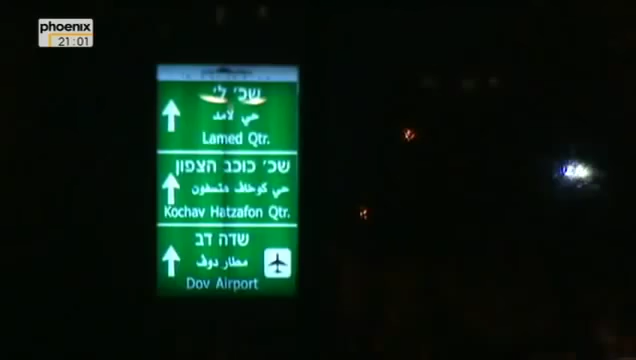 phoenix
21:01
שכ' ל'
حي لامد
Lamed Qtr.
שכ' כוכב הצפון
حي كوخاف هتسفون
Kochav Hatzafon Qtr.
שדה דב
مطار دوف
Dov Airport